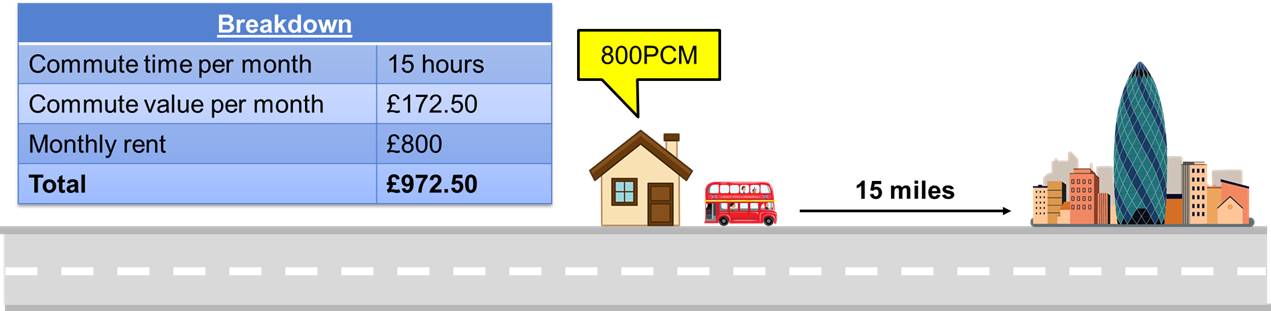 Breakdown
Commute time per month 15 hours
Commute value per month £172.50
Monthly rent £800
Total £972.50
800PCM
15 miles